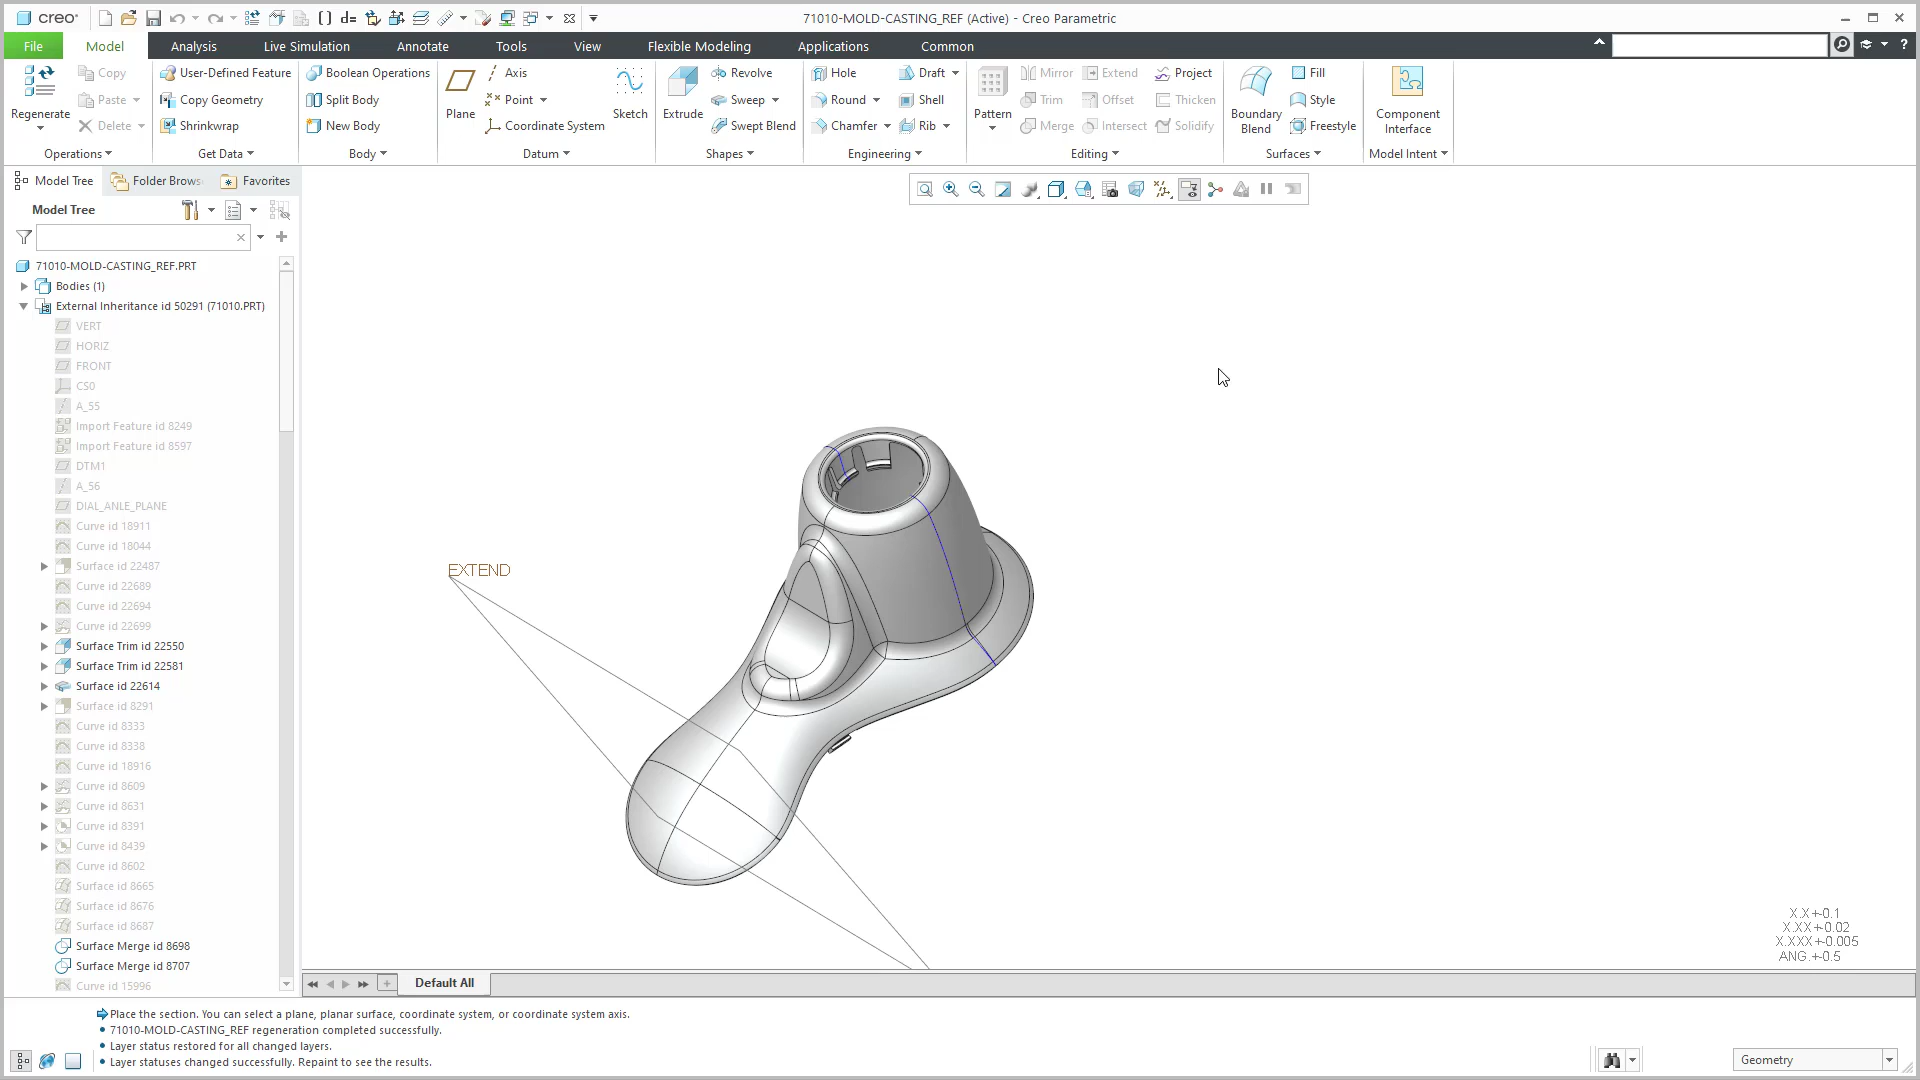 creo
71010-MOLD-CASTING_REF (Active) - Creo Parametric
File
Model
Analysis
Live Simulation
Annotate
Tools
View
Flexible Modeling
Applications
Common
Regenerate
Copy
Paste
Delete
Operations
User-Defined Feature
Copy Geometry
Shrinkwrap
Get Data
Boolean Operations
Split Body
New Body
Body
Plane
Axis
Point
Coordinate System
Sketch
Datum
Extrude
Revolve
Sweep
Swept Blend
Shapes
Hole
Round
Chamfer
Draft
Shell
Rib
Engineering
Pattern
Mirror
Trim
Merge
Extend
Offset
Intersect
Project
Thicken
Solidify
Editing
Boundary
Blend
Fill
Style
Freestyle
Surfaces
Component
Interface
Model Intent
Model Tree
Folder Brows
Favorites
Model Tree
71010-MOLD-CASTING_REF.PRT
Bodies (1)
External Inheritance id 50291 (71010.PRT)
VERT
HORIZ
FRONT
CS0
A_55
Import Feature id 8249
Import Feature id 8597
DTM1
A_56
DIAL_ANLE_PLANE
Curve id 18911
Curve id 18044
Surface id 22487
Curve id 22689
Curve id 22694
Curve id 22699
Surface Trim id 22550
Surface Trim id 22581
Surface id 22614
Surface id 8291
Curve id 8333
Curve id 8338
Curve id 18916
Curve id 8609
Curve id 8631
Curve id 8391
Curve id 8439
Curve id 8602
Surface id 8665
Surface id 8676
Surface id 8687
Surface Merge id 8698
Surface Merge id 8707
Curve id 15996
EXTEND
X.X+-0.1
X.XX+-0.02
X.XXX+-0.005
ANG.+-0.5
Default All
Place the section. You can select a plane, planar surface, coordinate system, or coordinate system axis.
• 71010-MOLD-CASTING_REF regeneration completed successfully.
• Layer status restored for all changed layers.
• Layer statuses changed successfully. Repaint to see the results.
Geometry